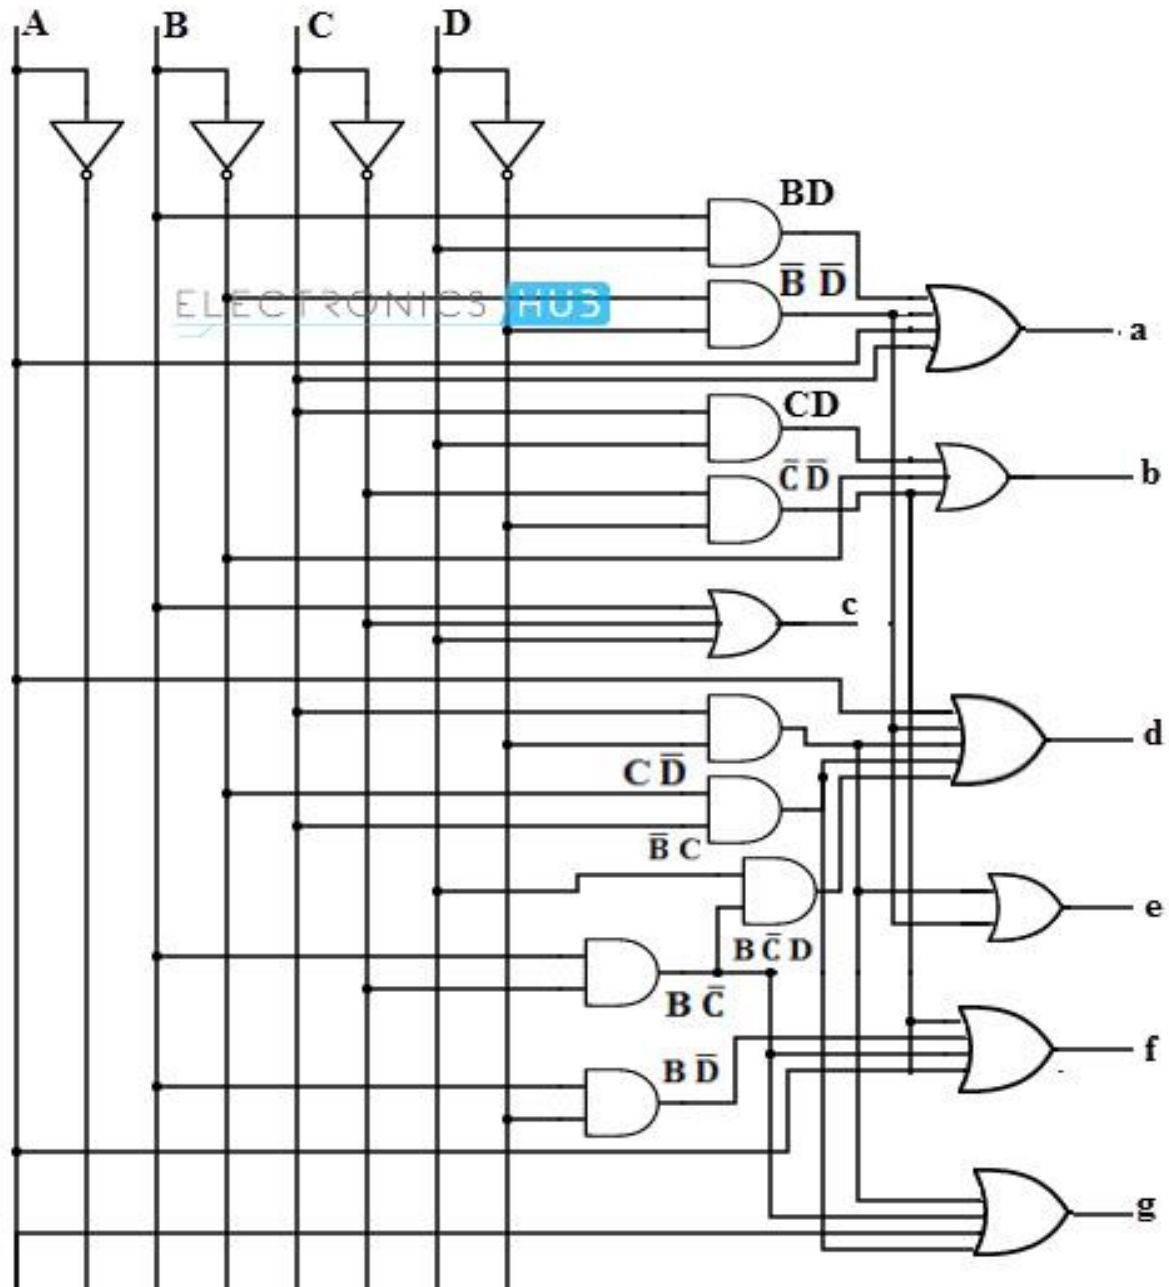 A B C D
BD
B̅ D̅
ELECTRONICS HUB
a
CD
b
C̅ D̅
c
d
C D̅
B̅ C
e
B C̅ D
B C̅
f
B D̅
g